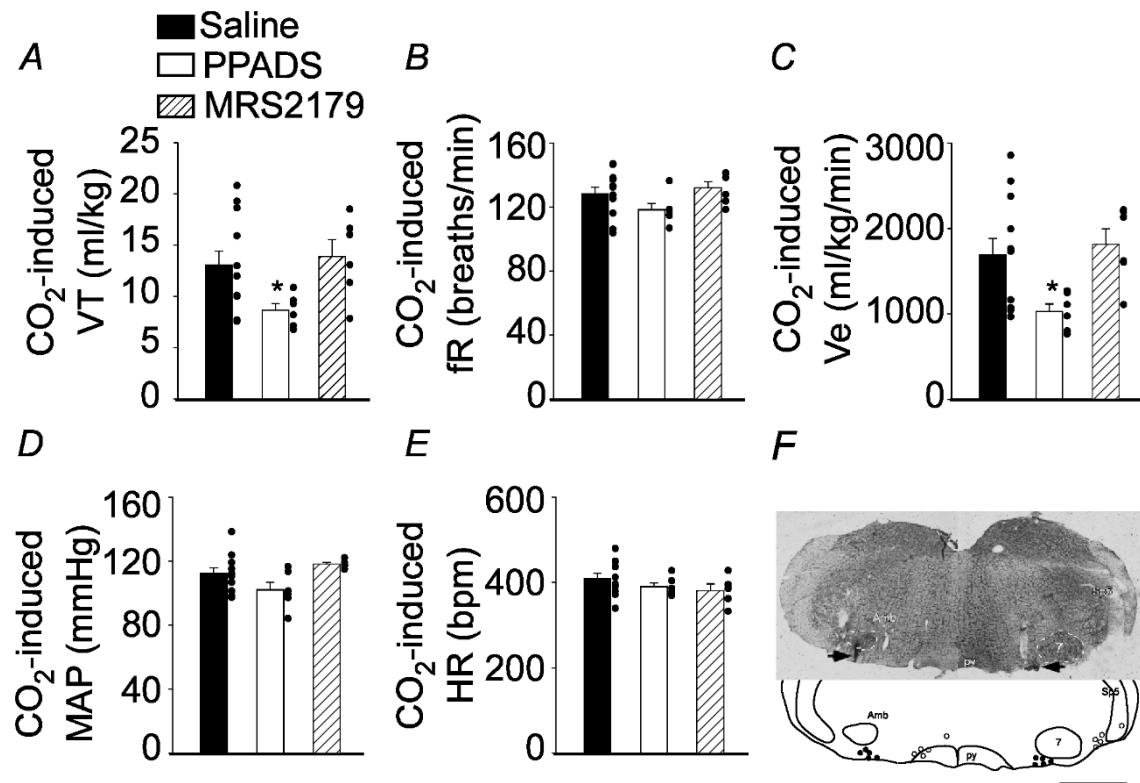 Saline
PPADS
MRS2179
A
CO2-induced
VT (ml/kg)
25
20
15
10
5
0
*
B
CO2-induced
fR (breaths/min)
160
120
80
40
0
C
CO2-induced
Ve (ml/kg/min)
3000
2000
1000
0
*
D
CO2-induced
MAP (mmHg)
160
120
80
40
0
E
CO2-induced
HR (bpm)
600
400
200
0
F
Amb
7
py
Sp5
Amb
7
py